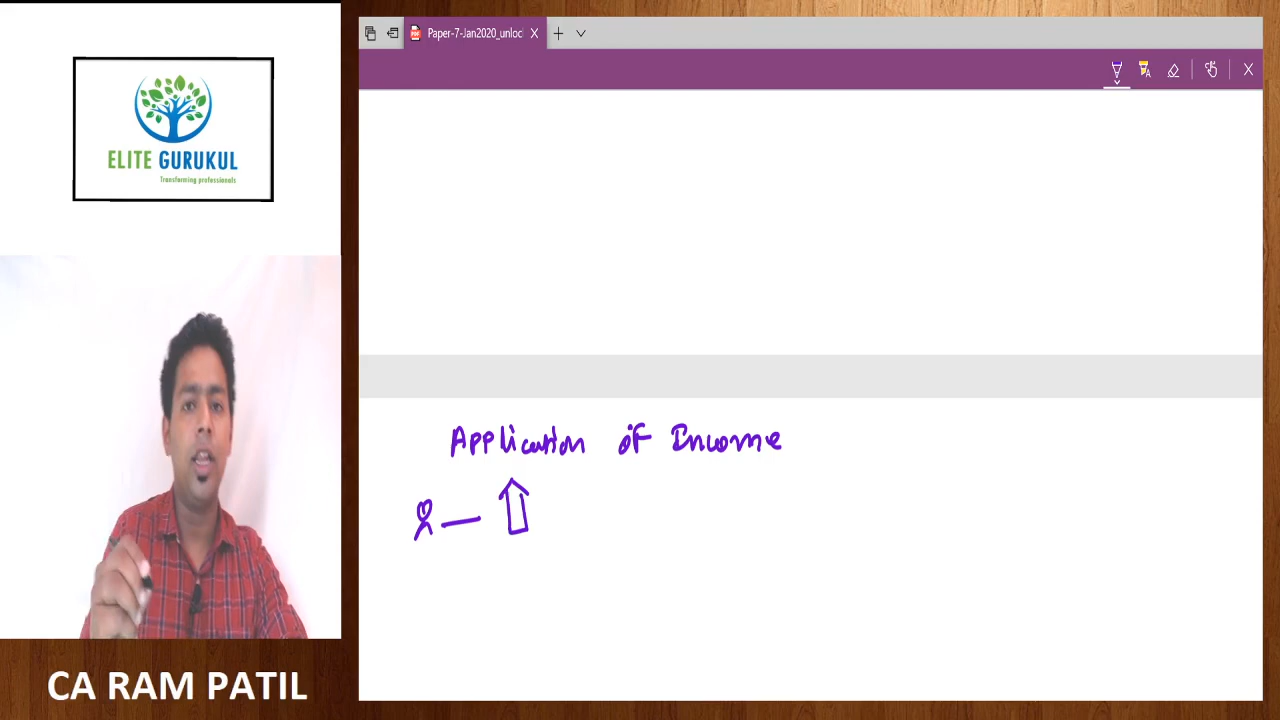 Paper-7-Jan2020_unloc
ELITE GURUKUL
Transforming professionals
Application of Income
CA RAM PATIL